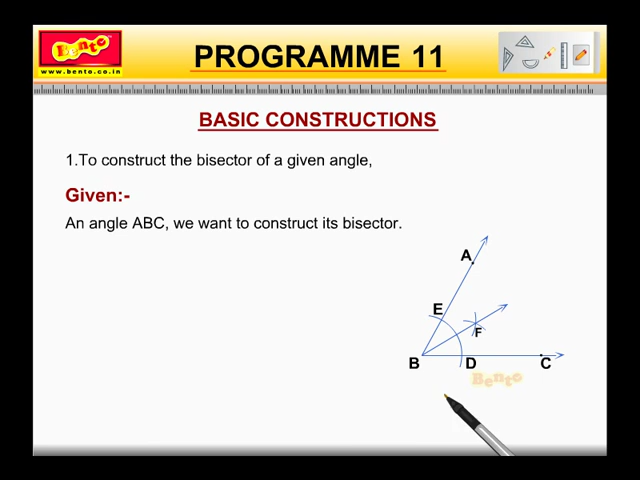 Bento
www.bento.co.in
PROGRAMME 11
BASIC CONSTRUCTIONS
1.To construct the bisector of a given angle,
Given:-
An angle ABC, we want to construct its bisector.
A
E
F
B
D
C
Bento